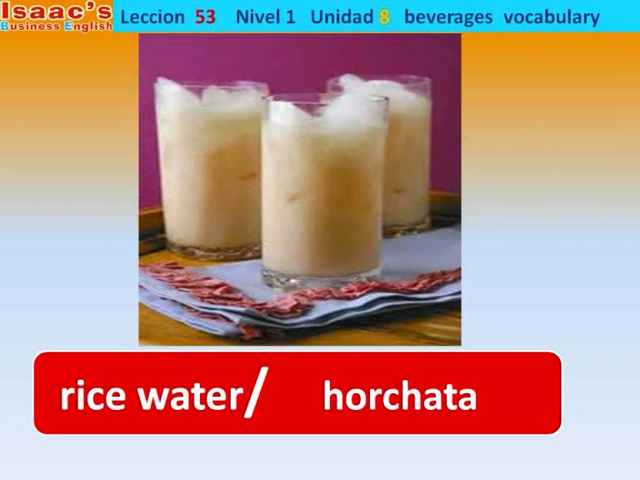 Isaac's
Business English
Leccion 53 Nivel 1 Unidad 8 beverages vocabulary
rice water/ horchata